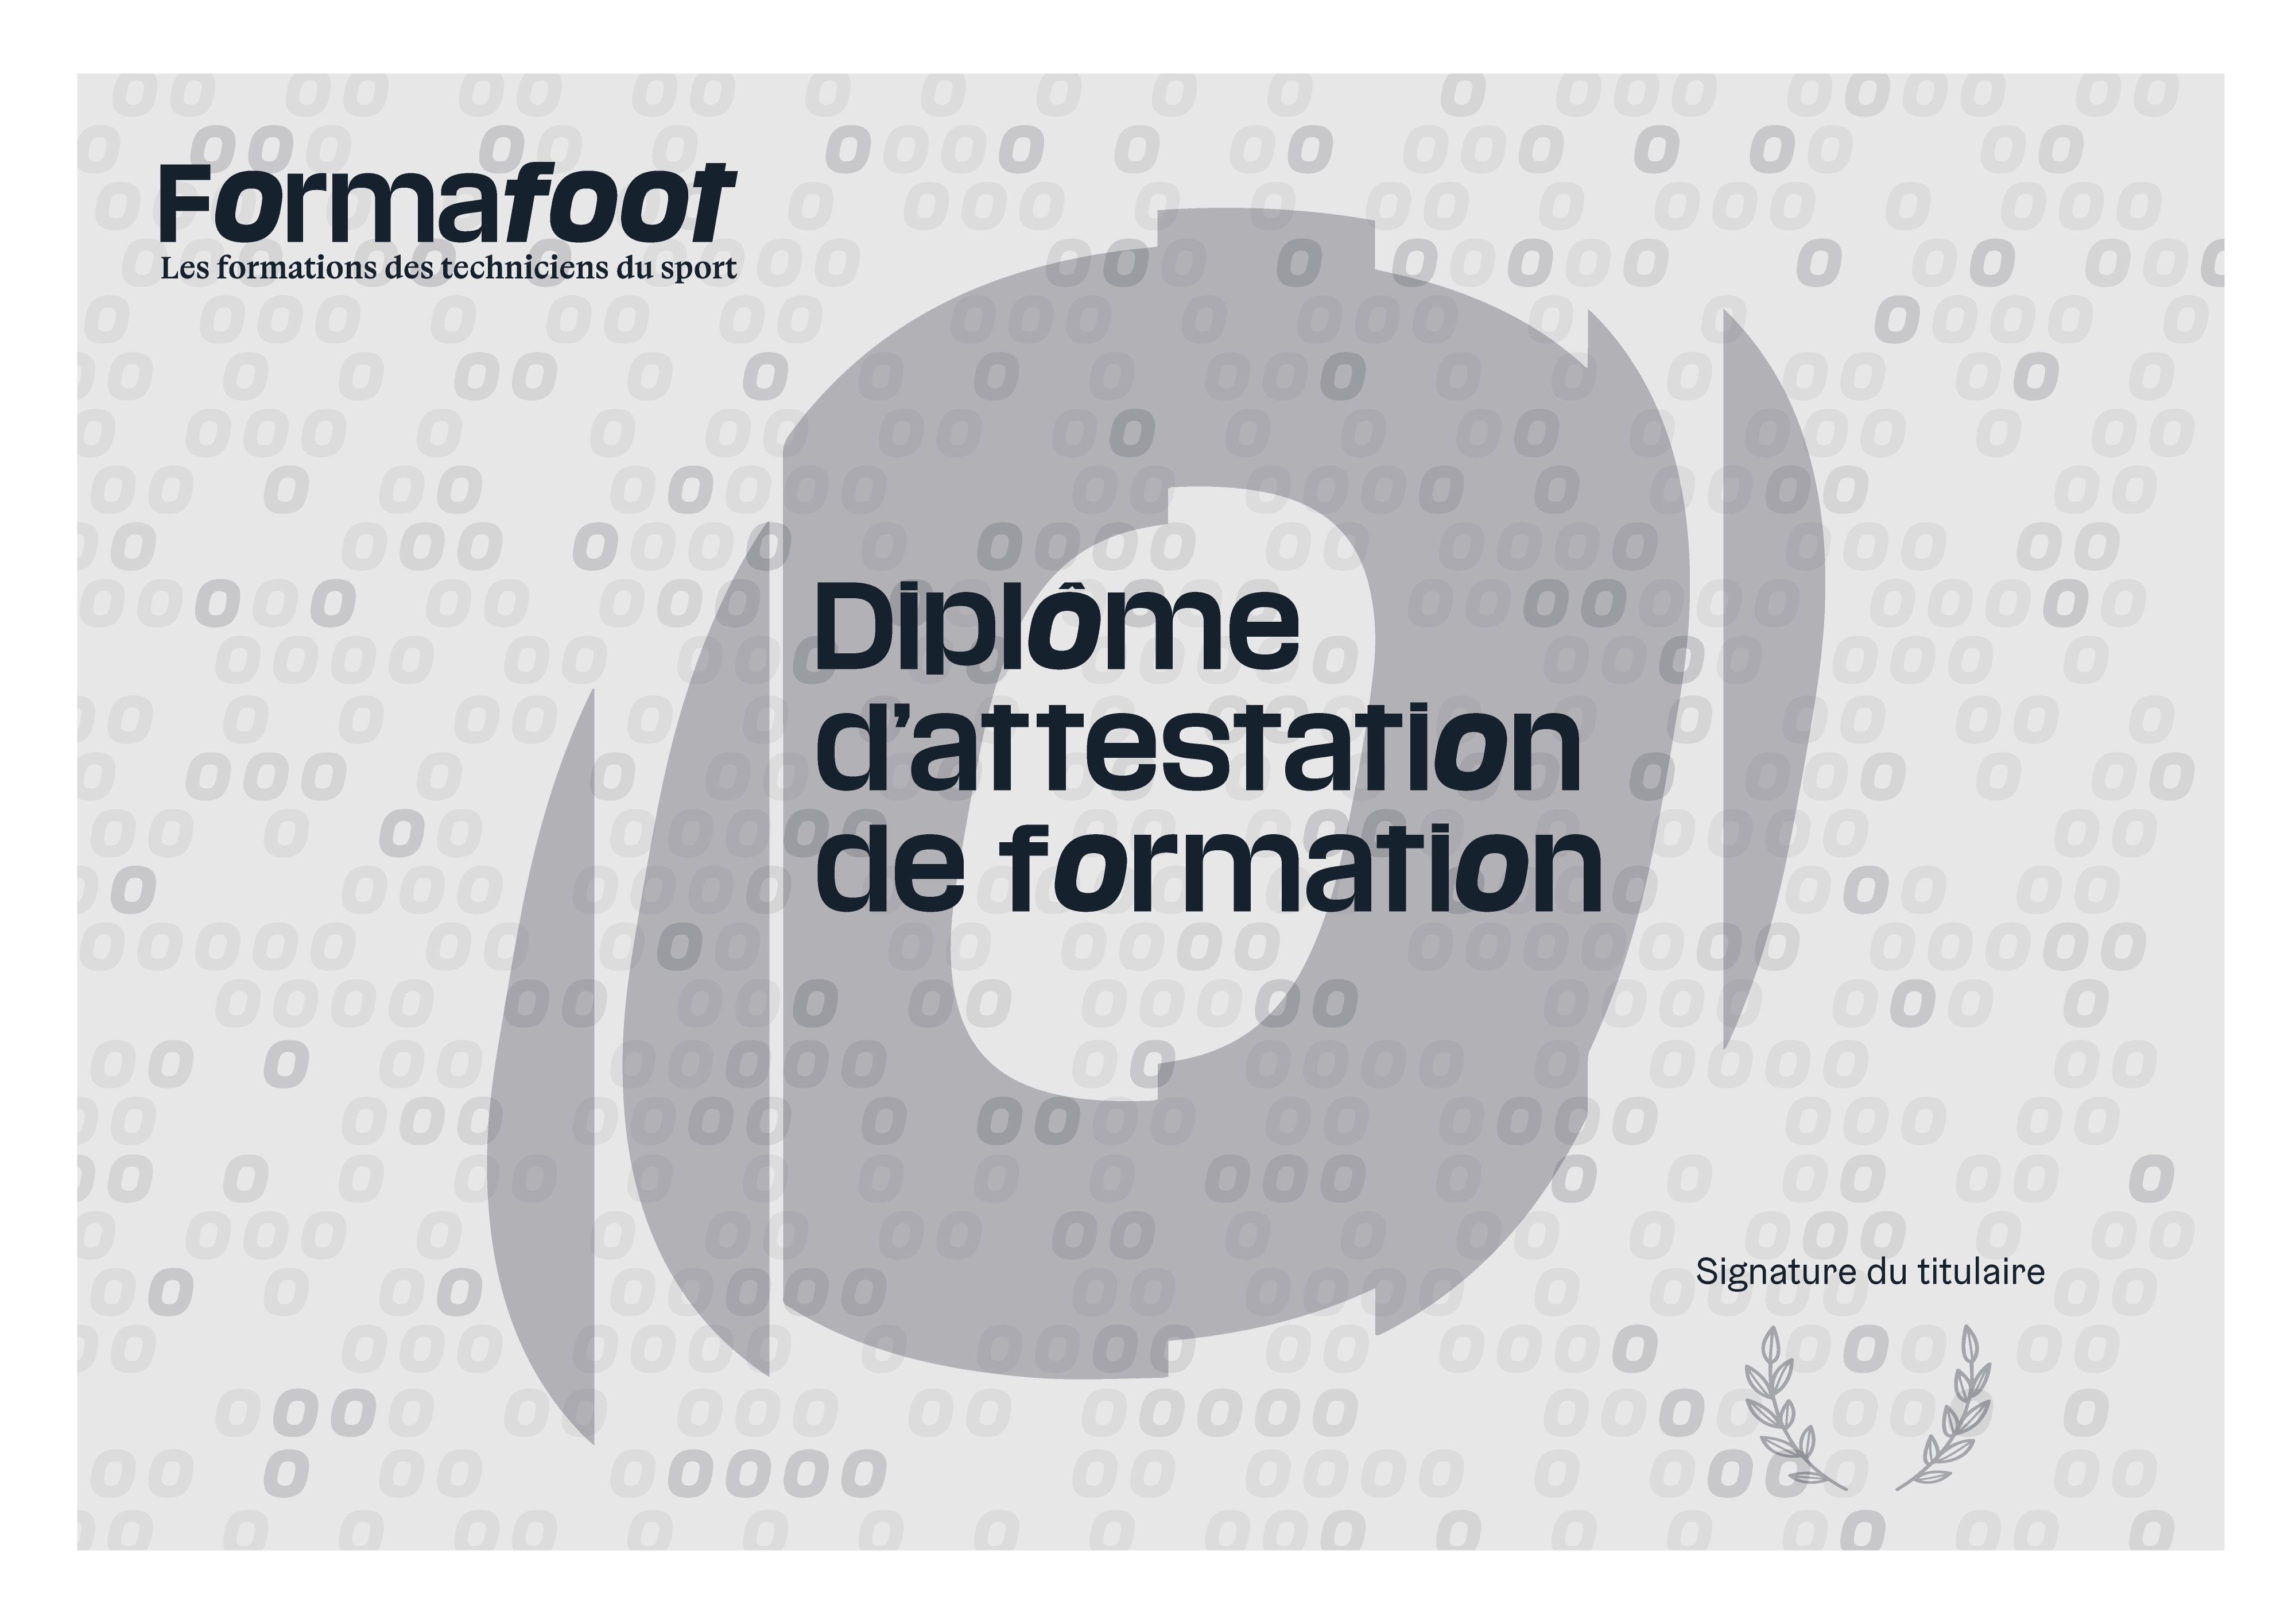 Formafoot
Les formations des techniciens du sport
Diplôme
d’attestation
de formation
Signature du titulaire